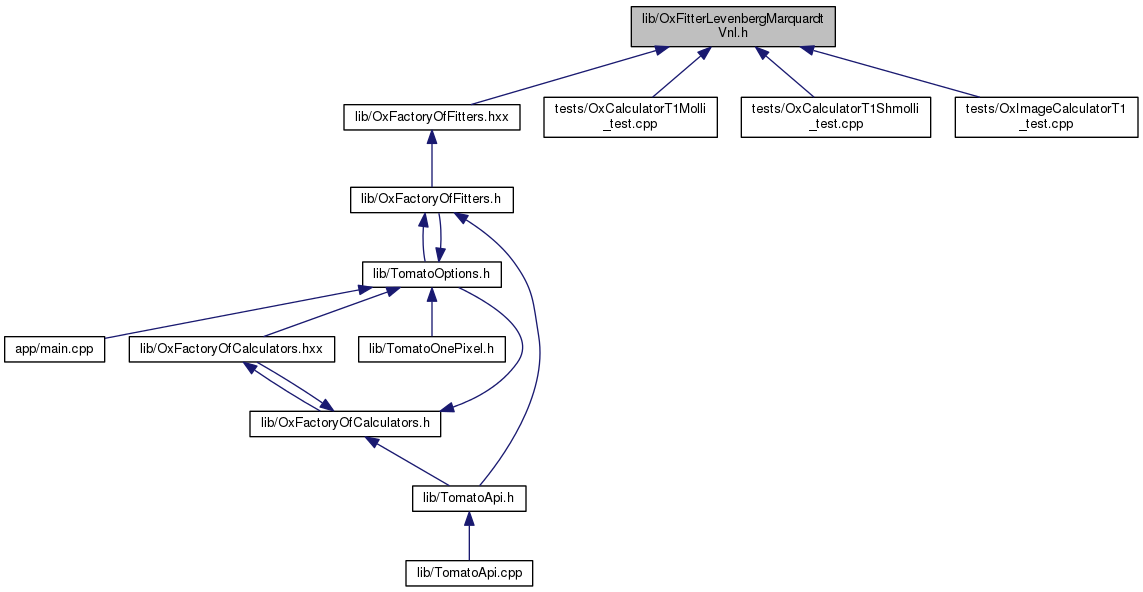 lib/OxFitterLevenbergMarquardt
Vnl.h
lib/OxFactoryOfFitters.hxx
tests/OxCalculatorT1Molli
_test.cpp
tests/OxCalculatorT1Shmolli
_test.cpp
tests/OxImageCalculatorT1
_test.cpp
lib/OxFactoryOfFitters.h
lib/TomatoOptions.h
app/main.cpp
lib/OxFactoryOfCalculators.hxx
lib/TomatoOnePixel.h
lib/OxFactoryOfCalculators.h
lib/TomatoApi.h
lib/TomatoApi.cpp